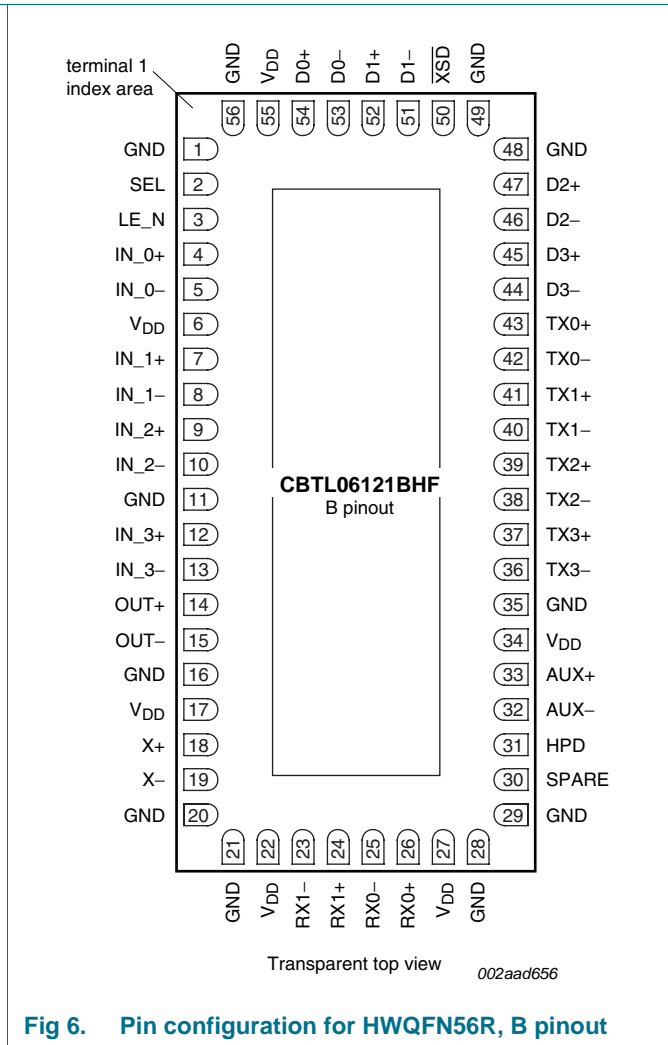 terminal 1
index area
GND
VDD
D0+
D0−
D1+
D1−
XSD
GND
56
55
54
53
52
51
50
49
GND 1 48 GND
SEL 2 47 D2+
LE_N 3 46 D2−
IN_0+ 4 45 D3+
IN_0− 5 44 D3−
VDD 6 43 TX0+
IN_1+ 7 42 TX0−
IN_1− 8 41 TX1+
IN_2+ 9 40 TX1−
IN_2− 10 39 TX2+
CBTL06121BHF
B pinout
GND 11 38 TX2−
IN_3+ 12 37 TX3+
IN_3− 13 36 TX3−
OUT+ 14 35 GND
OUT− 15 34 VDD
GND 16 33 AUX+
VDD 17 32 AUX−
X+ 18 31 HPD
X− 19 30 SPARE
GND 20 29 GND
21
22
23
24
25
26
27
28
GND
VDD
RX1−
RX1+
RX0−
RX0+
VDD
GND
Transparent top view
002aad656
Fig 6. Pin configuration for HWQFN56R, B pinout